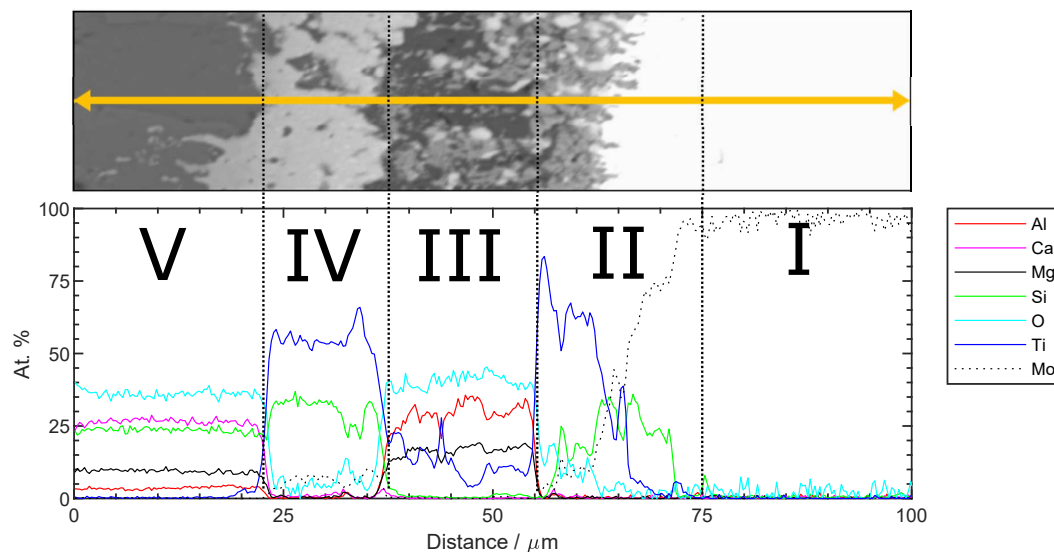 100
75
50
25
0
At. %
V IV III II I
0 25 50 75 100
Distance / μm
Al
Ca
Mg
Si
O
Ti
Mo